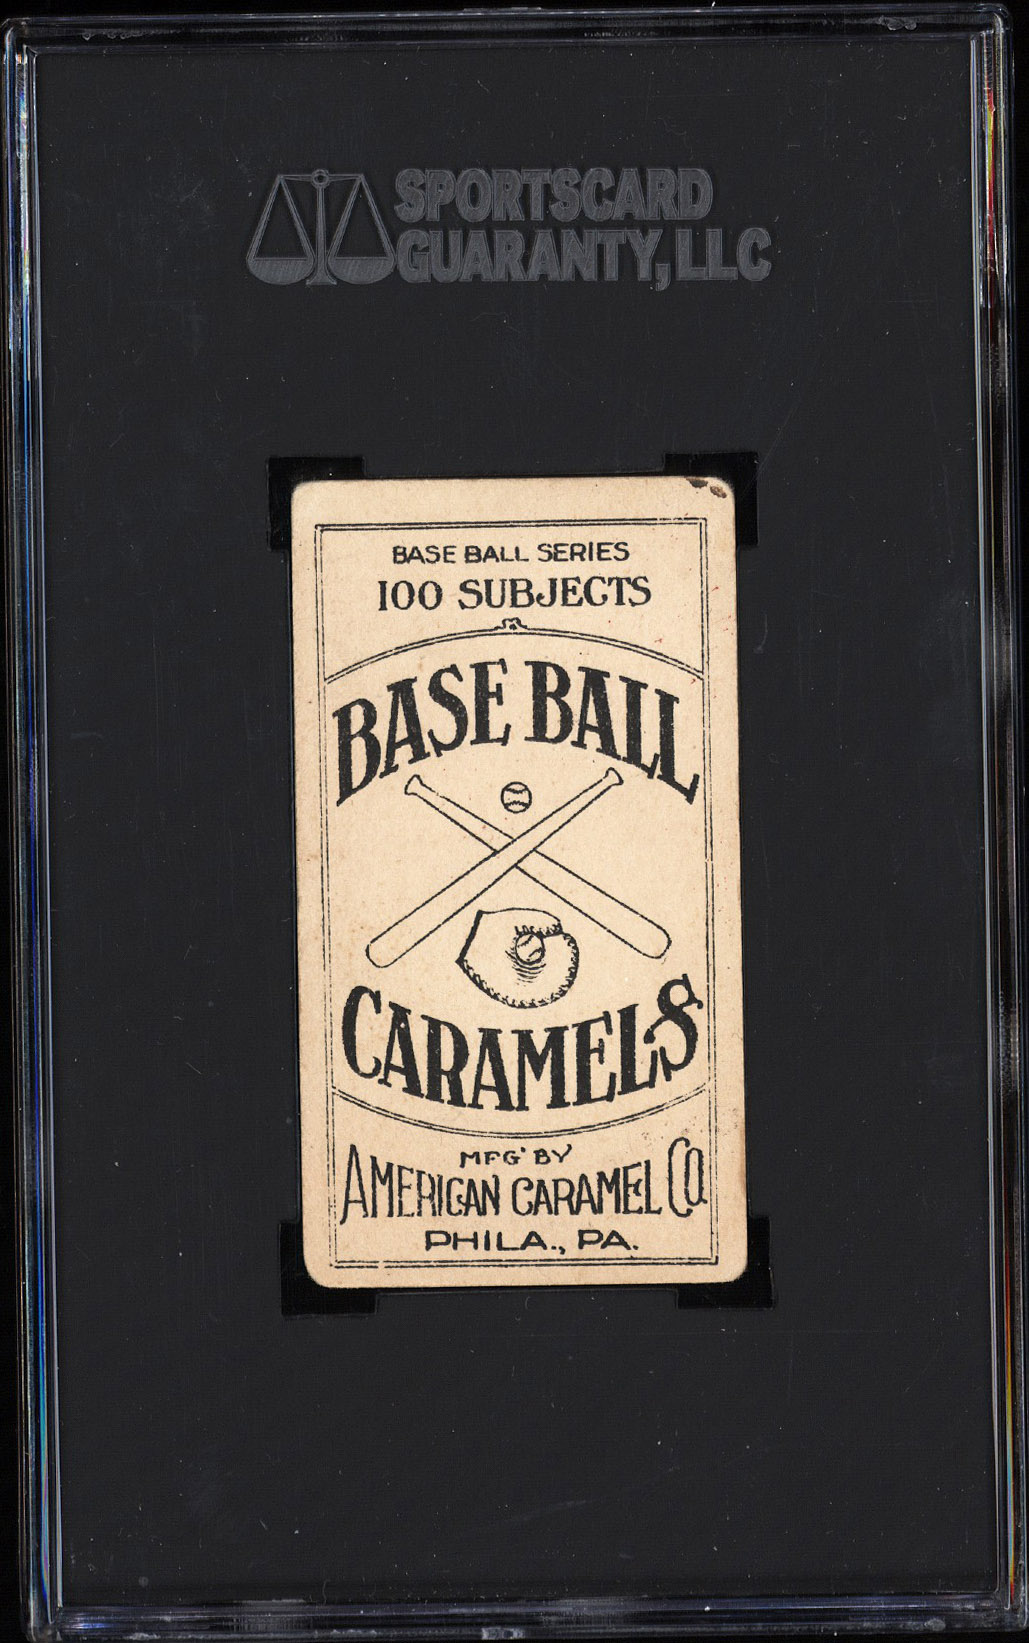 SPORTSCARD
GUARANTY, LLC
BASE BALL SERIES
100 SUBJECTS
BASE BALL
CARAMELS
MFG' BY
AMERICAN CARAMEL CO.
PHILA., PA.